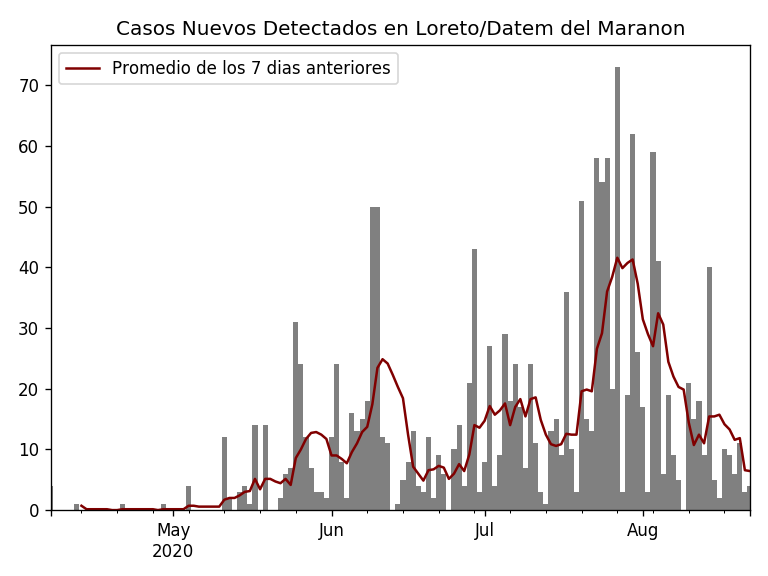 Casos Nuevos Detectados en Loreto/Datem del Maranon
Promedio de los 7 dias anteriores
70
60
50
40
30
20
10
0
May
2020
Jun
Jul
Aug